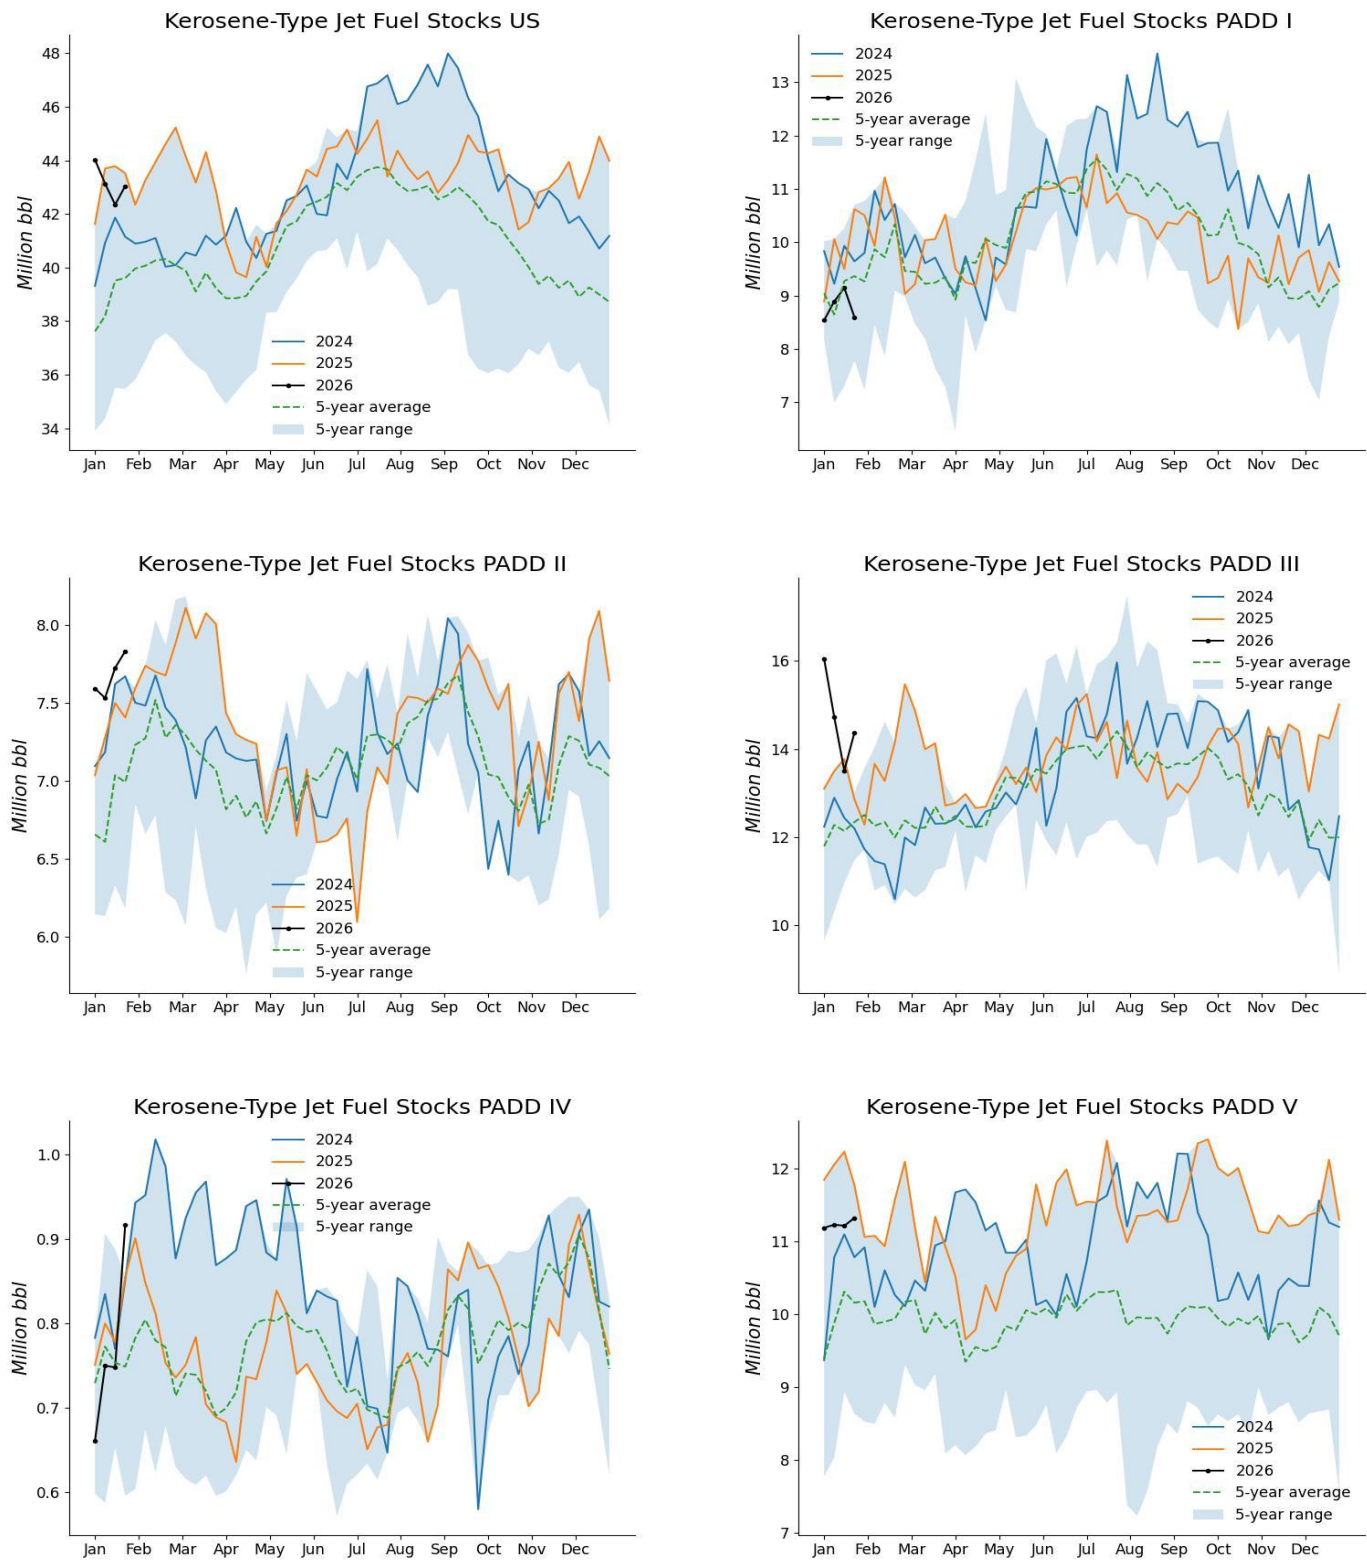 Kerosene-Type Jet Fuel Stocks US
Million bbl
48
46
44
42
40
38
36
34
2024
2025
2026
5-year average
5-year range
Jan Feb Mar Apr May Jun Jul Aug Sep Oct Nov Dec
Kerosene-Type Jet Fuel Stocks PADD I
Million bbl
13
12
11
10
9
8
7
2024
2025
2026
5-year average
5-year range
Jan Feb Mar Apr May Jun Jul Aug Sep Oct Nov Dec
Kerosene-Type Jet Fuel Stocks PADD II
Million bbl
8.0
7.5
7.0
6.5
6.0
2024
2025
2026
5-year average
5-year range
Jan Feb Mar Apr May Jun Jul Aug Sep Oct Nov Dec
Kerosene-Type Jet Fuel Stocks PADD III
Million bbl
16
14
12
10
2024
2025
2026
5-year average
5-year range
Jan Feb Mar Apr May Jun Jul Aug Sep Oct Nov Dec
Kerosene-Type Jet Fuel Stocks PADD IV
Million bbl
1.0
0.9
0.8
0.7
0.6
2024
2025
2026
5-year average
5-year range
Jan Feb Mar Apr May Jun Jul Aug Sep Oct Nov Dec
Kerosene-Type Jet Fuel Stocks PADD V
Million bbl
12
11
10
9
8
7
2024
2025
2026
5-year average
5-year range
Jan Feb Mar Apr May Jun Jul Aug Sep Oct Nov Dec